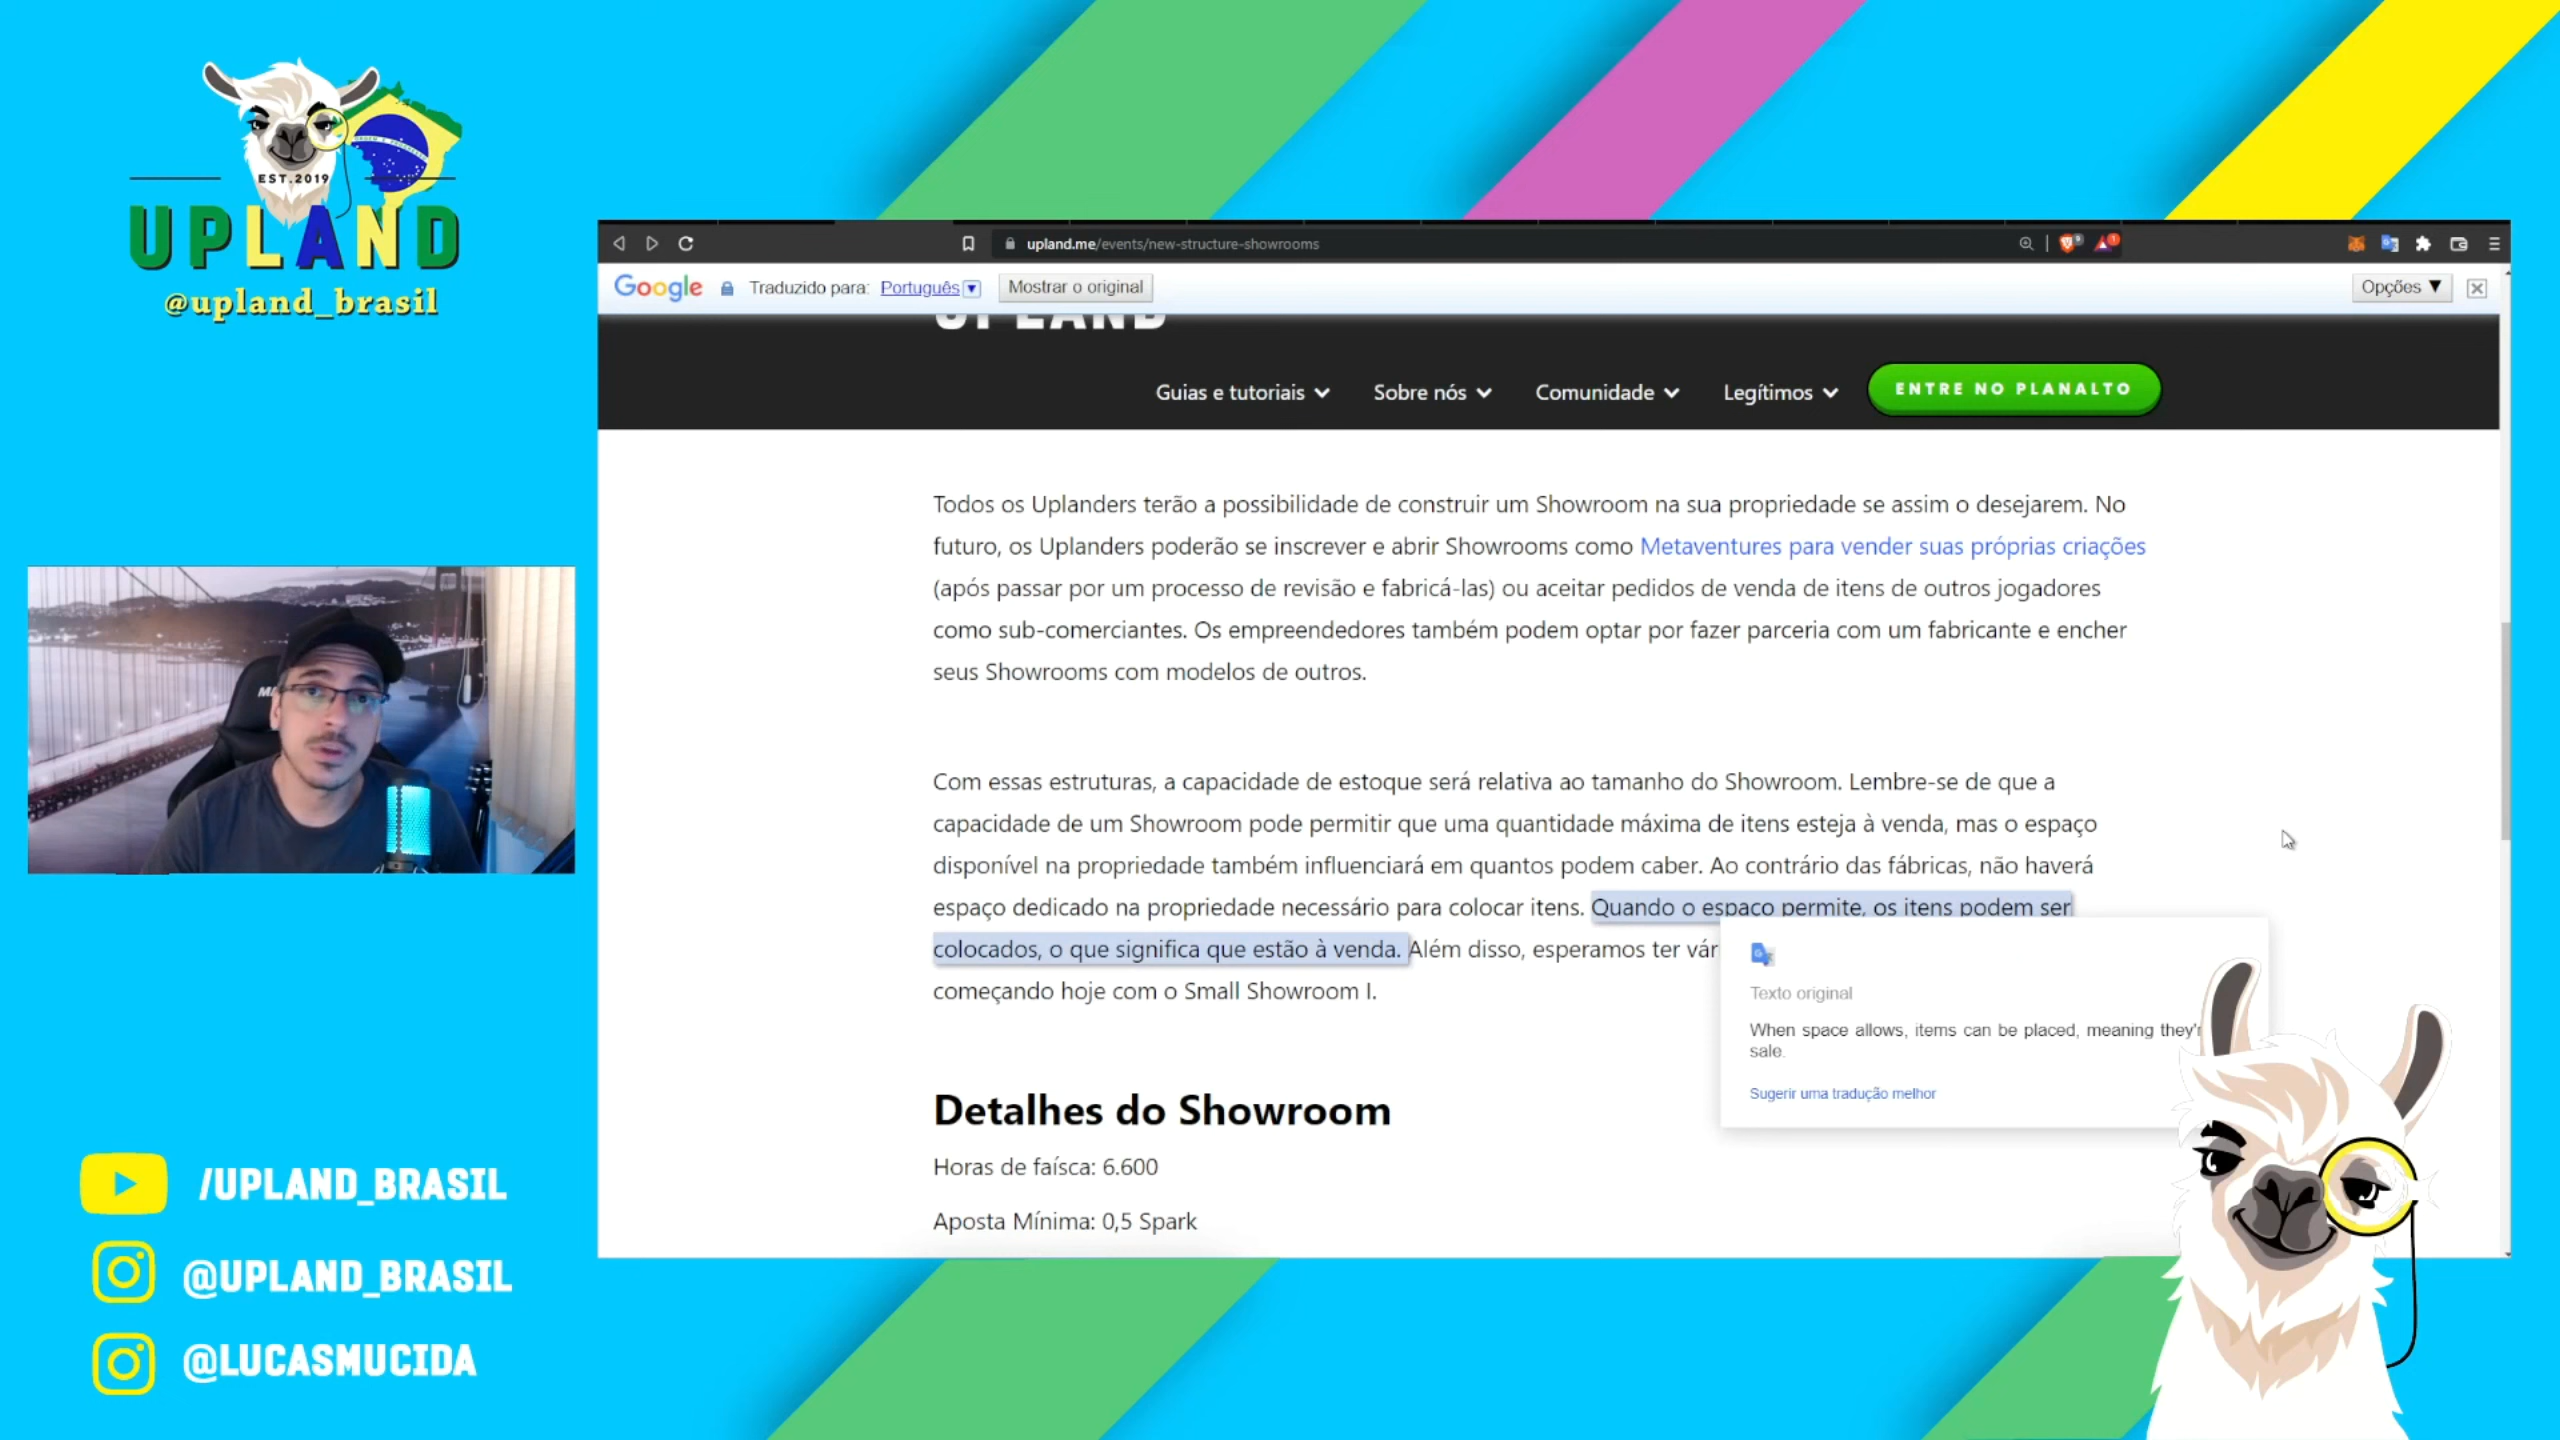 EST.2019
UPLAND
@upland_brasil
upland.me/events/new-structure-showrooms
Google Traduzido para: Português Mostrar o original Opções
UPLAND
Guias e tutoriais Sobre nós Comunidade Legítimos ENTRE NO PLANALTO
Todos os Uplanders terão a possibilidade de construir um Showroom na sua propriedade se assim o desejarem. No
futuro, os Uplanders poderão se inscrever e abrir Showrooms como Metaventures para vender suas próprias criações
(após passar por um processo de revisão e fabricá-las) ou aceitar pedidos de venda de itens de outros jogadores
como sub-comerciantes. Os empreendedores também podem optar por fazer parceria com um fabricante e encher
seus Showrooms com modelos de outros.
Com essas estruturas, a capacidade de estoque será relativa ao tamanho do Showroom. Lembre-se de que a
capacidade de um Showroom pode permitir que uma quantidade máxima de itens esteja à venda, mas o espaço
disponível na propriedade também influenciará em quantos podem caber. Ao contrário das fábricas, não haverá
espaço dedicado na propriedade necessário para colocar itens. Quando o espaço permite, os itens podem ser
colocados, o que significa que estão à venda. Além disso, esperamos ter vár
começando hoje com o Small Showroom I.
Texto original
When space allows, items can be placed, meaning they'r
sale.
Sugerir uma tradução melhor
Detalhes do Showroom
Horas de faísca: 6.600
Aposta Mínima: 0,5 Spark
/UPLAND_BRASIL
@UPLAND_BRASIL
@LUCASMUCIDA